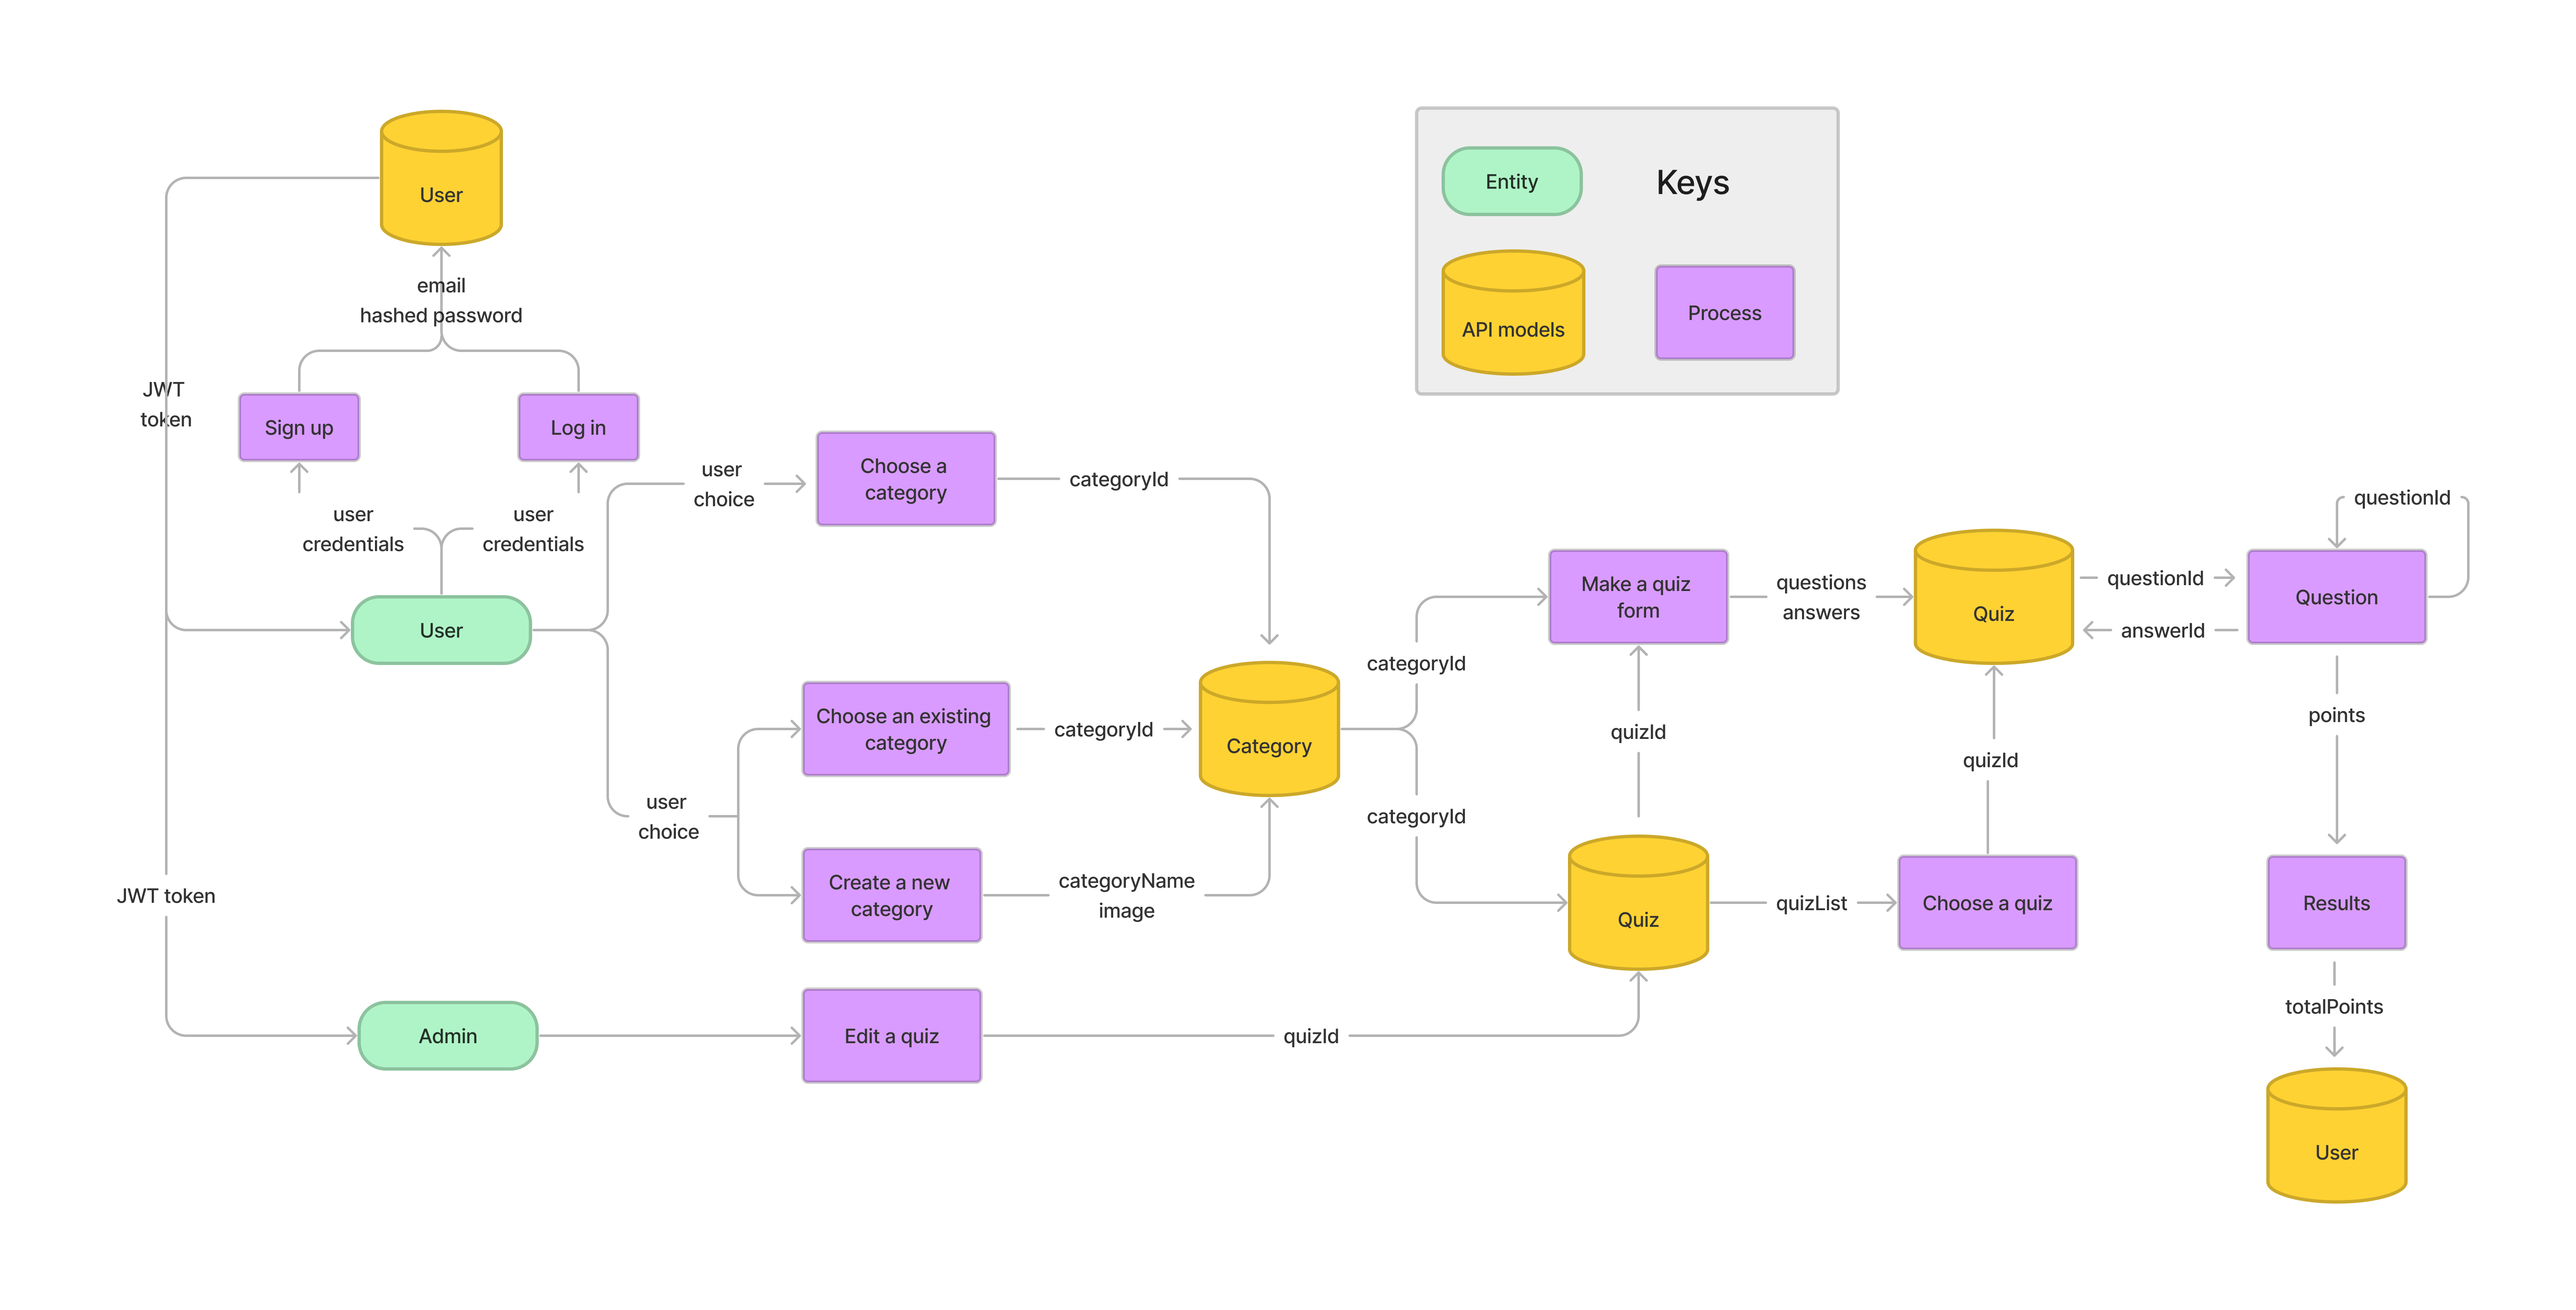 User
Entity
Keys
API models
Process
email
hashed password
JWT
token
Sign up
Log in
user
credentials
user
credentials
User
user
choice
Choose a
category
categoryId
user
choice
Choose an existing
category
categoryId
Create a new
category
categoryName
image
Category
JWT token
Admin
Edit a quiz
quizId
categoryId
categoryId
Make a quiz
form
quizId
Quiz
questions
answers
Quiz
quizList
Choose a quiz
quizId
questionId
questionId
answerId
Question
points
Results
totalPoints
User